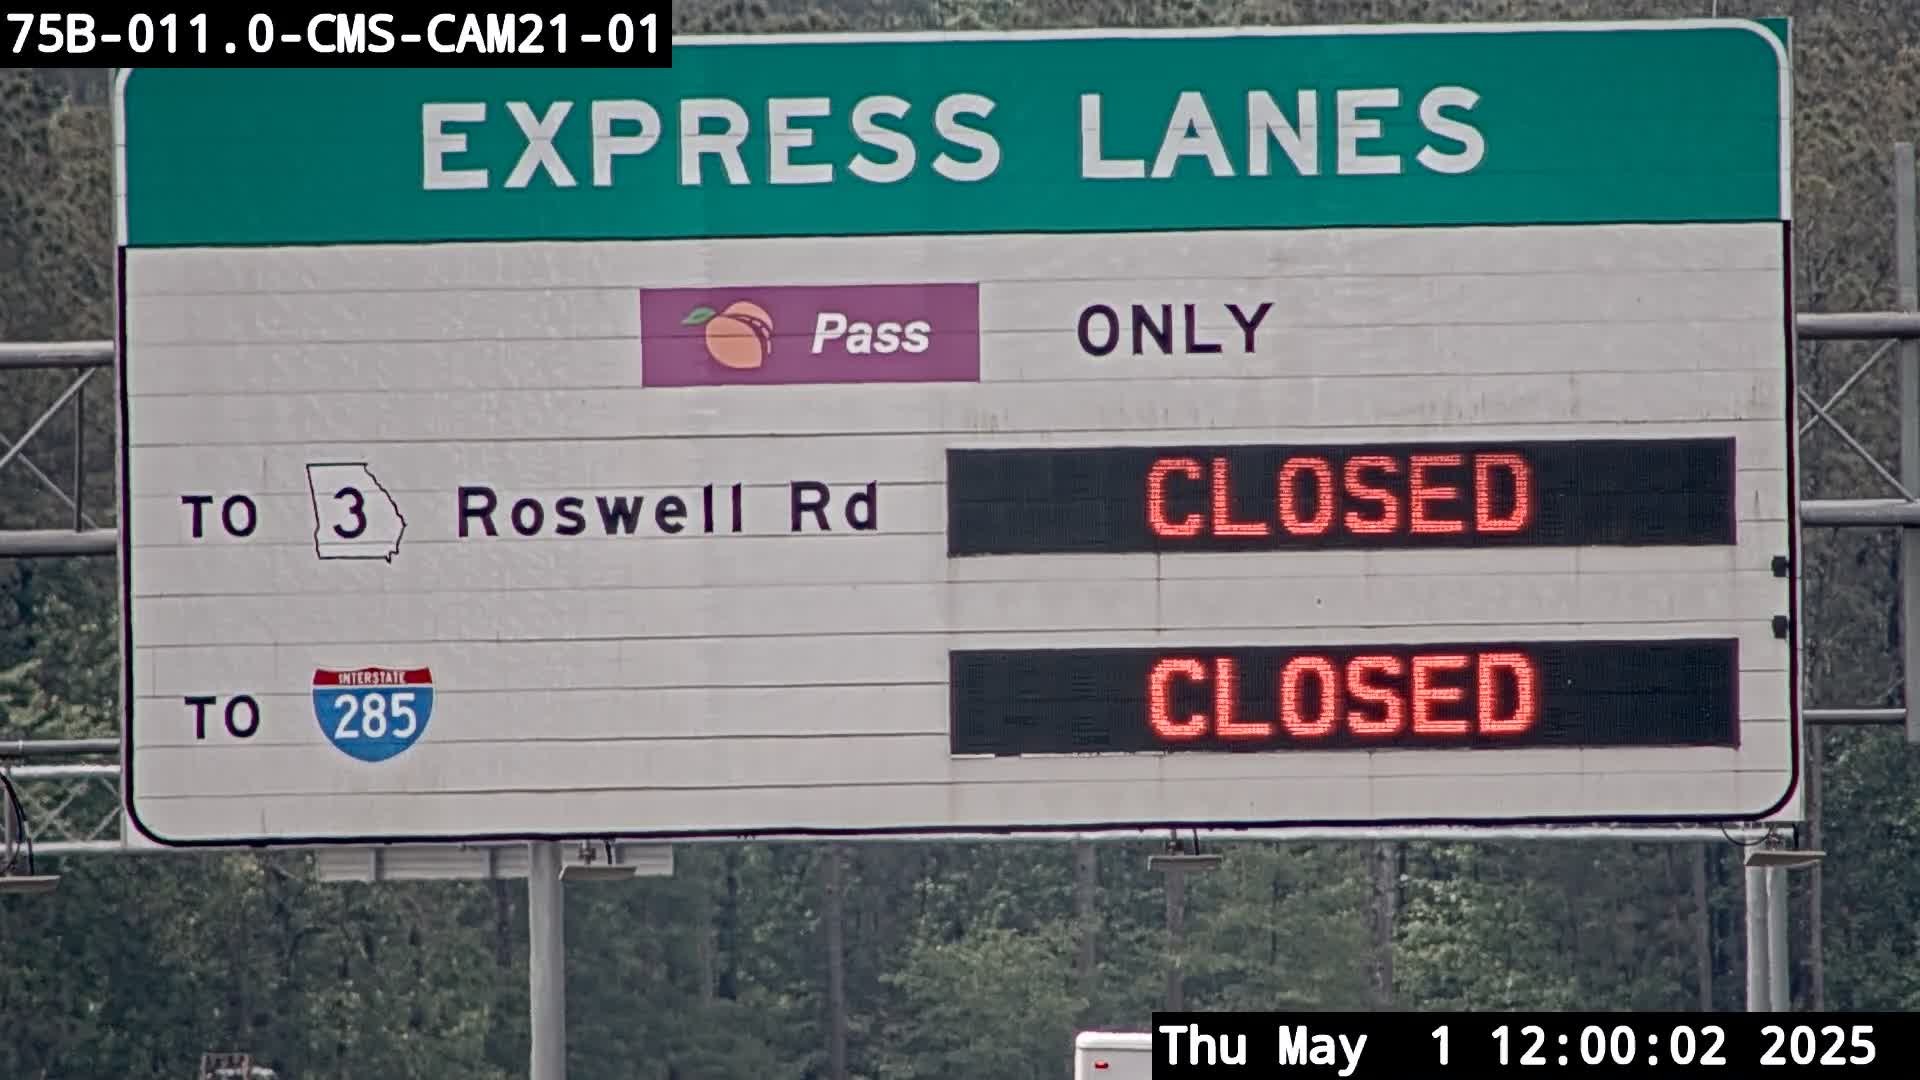 75B-011.0-CMS-CAM21-01
EXPRESS LANES
Pass ONLY
TO 3 Roswell Rd CLOSED
INTERSTATE
TO 285 CLOSED
Thu May 1 12:00:02 2025